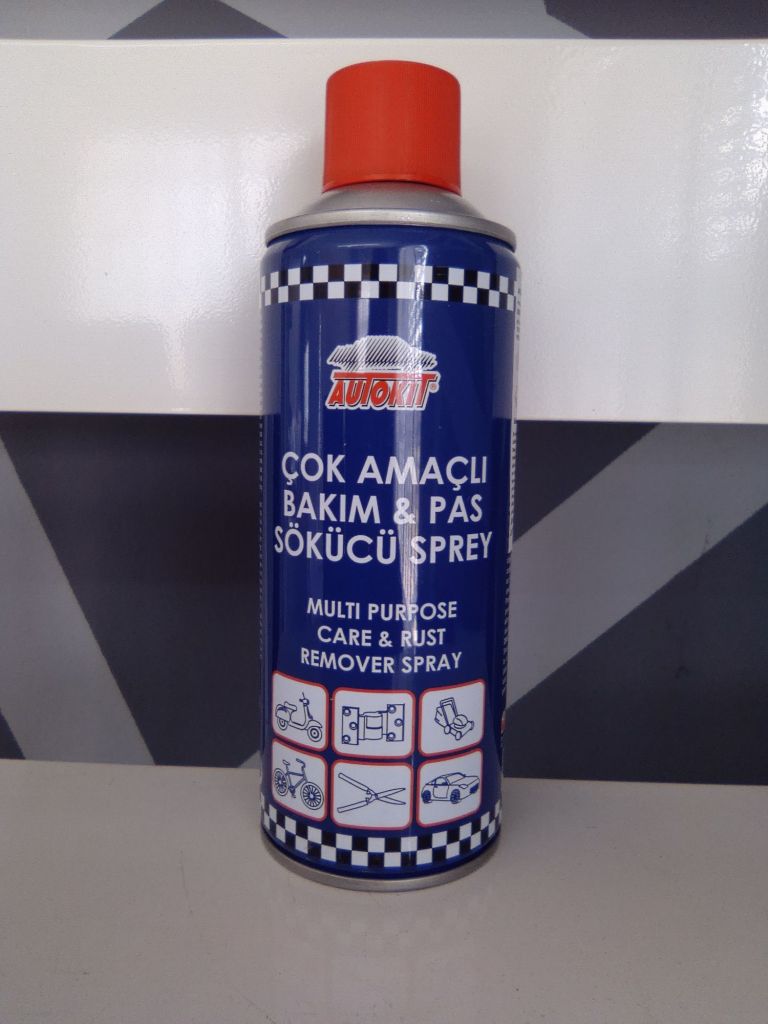 AUTOKIT®
ÇOK AMAÇLI
BAKIM & PAS
SÖKÜCÜ SPREY
MULTI PURPOSE
CARE & RUST
REMOVER SPRAY